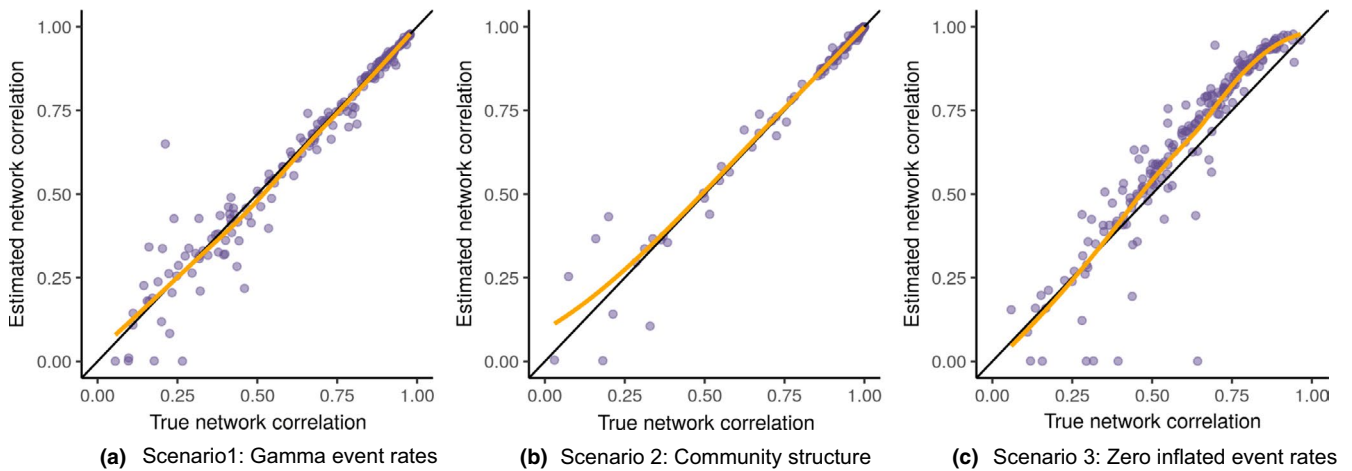 1.00
0.75
0.50
0.25
0.00
Estimated network correlation
0.00 0.25 0.50 0.75 1.00
True network correlation
(a) Scenario1: Gamma event rates
1.00
0.75
0.50
0.25
0.00
Estimated network correlation
0.00 0.25 0.50 0.75 1.00
True network correlation
(b) Scenario 2: Community structure
1.00
0.75
0.50
0.25
0.00
Estimated network correlation
0.00 0.25 0.50 0.75 1.00
True network correlation
(c) Scenario 3: Zero inflated event rates